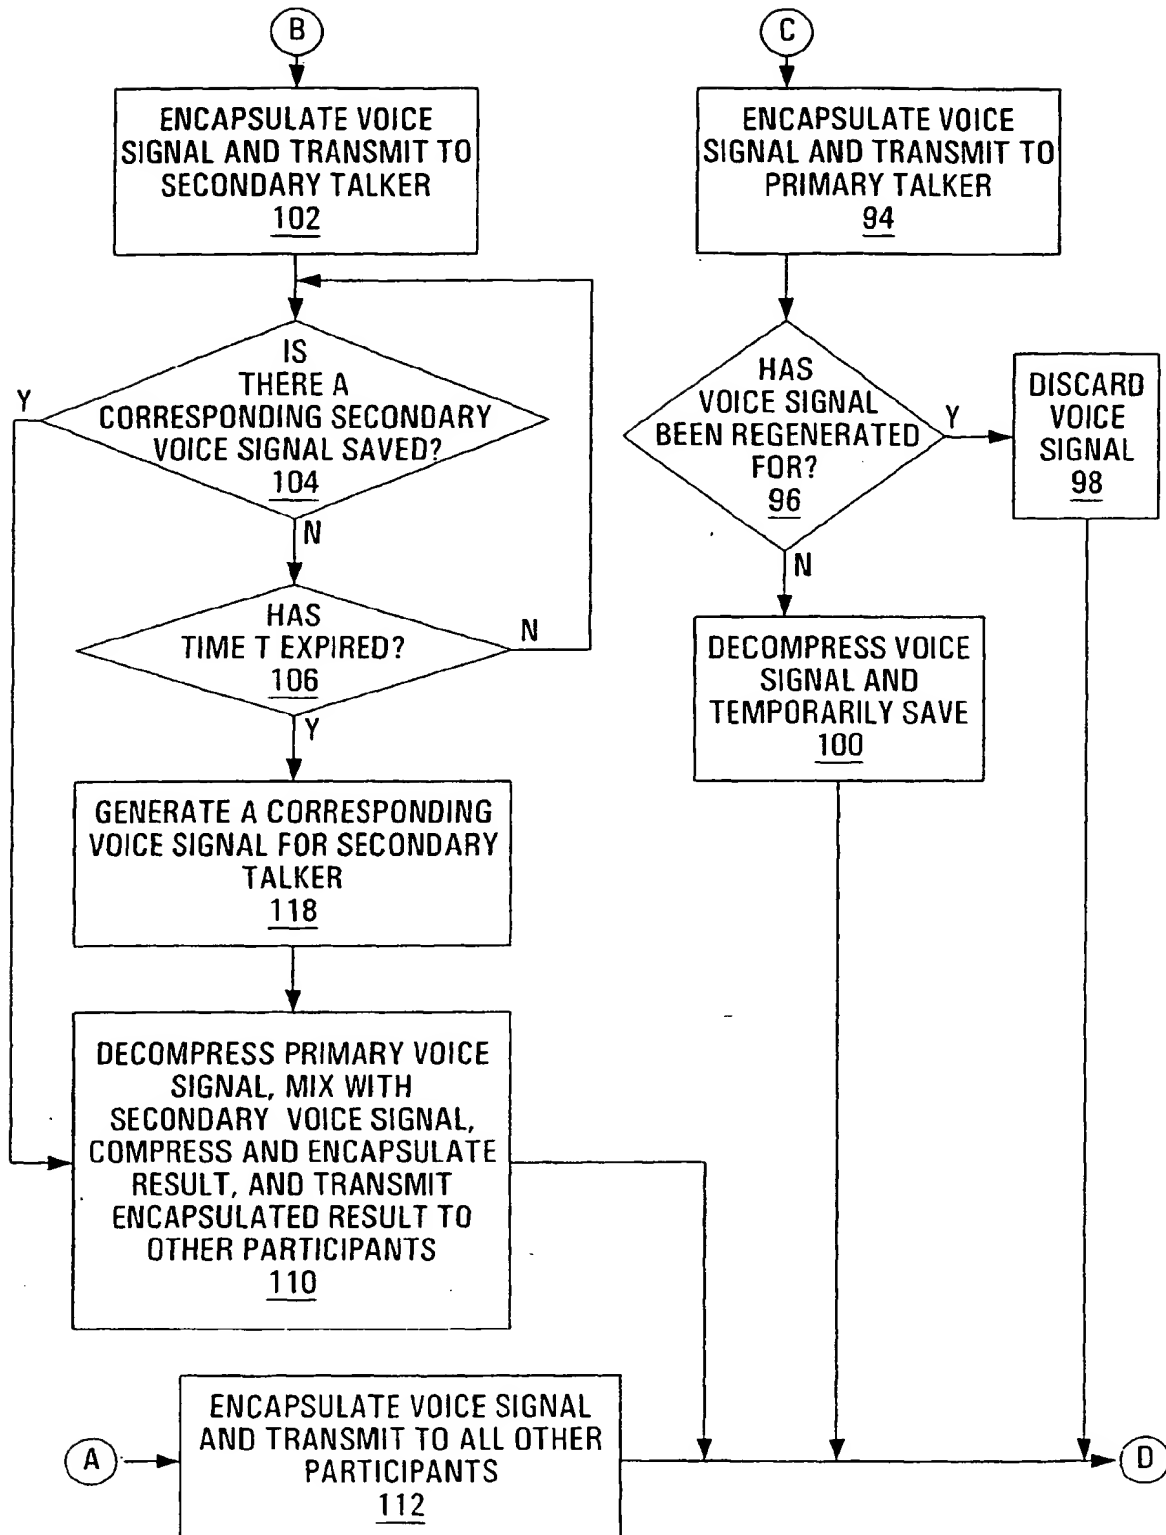 B
ENCAPSULATE VOICE
SIGNAL AND TRANSMIT TO
SECONDARY TALKER
102
IS
THERE A
CORRESPONDING SECONDARY
VOICE SIGNAL SAVED?
104
Y
N
HAS
TIME T EXPIRED?
106
N
Y
GENERATE A CORRESPONDING
VOICE SIGNAL FOR SECONDARY
TALKER
118
DECOMPRESS PRIMARY VOICE
SIGNAL, MIX WITH
SECONDARY VOICE SIGNAL,
COMPRESS AND ENCAPSULATE
RESULT, AND TRANSMIT
ENCAPSULATED RESULT TO
OTHER PARTICIPANTS
110
C
ENCAPSULATE VOICE
SIGNAL AND TRANSMIT TO
PRIMARY TALKER
94
HAS
VOICE SIGNAL
BEEN REGENERATED
FOR?
96
Y
N
DISCARD
VOICE
SIGNAL
98
DECOMPRESS VOICE
SIGNAL AND
TEMPORARILY SAVE
100
A
ENCAPSULATE VOICE SIGNAL
AND TRANSMIT TO ALL OTHER
PARTICIPANTS
112
D